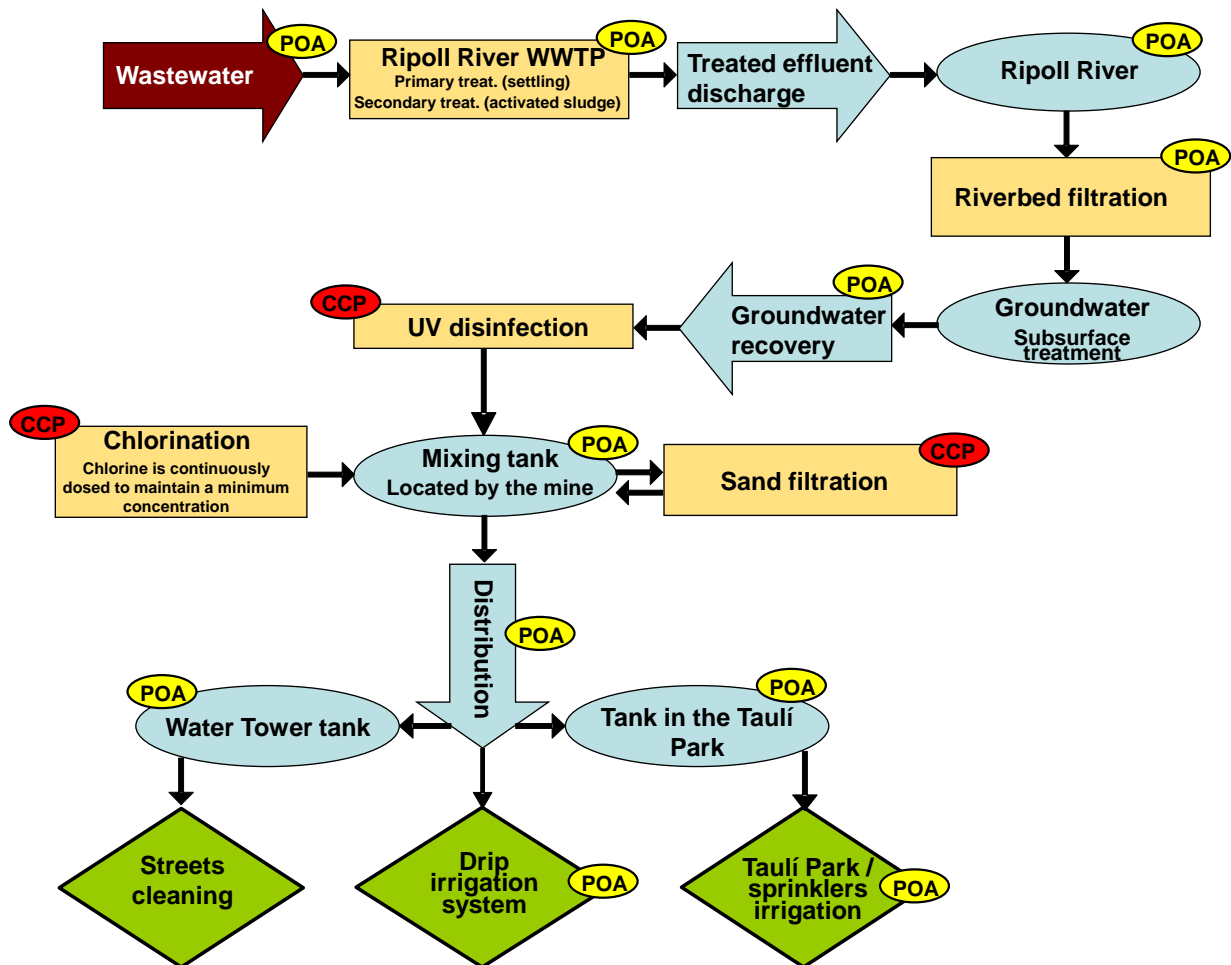 POA
Wastewater
POA
Ripoll River WWTP
Primary treat. (settling)
Secondary treat. (activated sludge)
Treated effluent
discharge
POA
Ripoll River
POA
Riverbed filtration
CCP
UV disinfection
POA
Groundwater
recovery
Groundwater
Subsurface
treatment
CCP
Chlorination
Chlorine is continuously
dosed to maintain a minimum
concentration
POA
Mixing tank
Located by the mine
CCP
Sand filtration
Distribution
POA
POA
Water Tower tank
POA
Tank in the Taulí
Park
Streets
cleaning
Drip
irrigation
system
POA
Taulí Park /
sprinklers
irrigation
POA